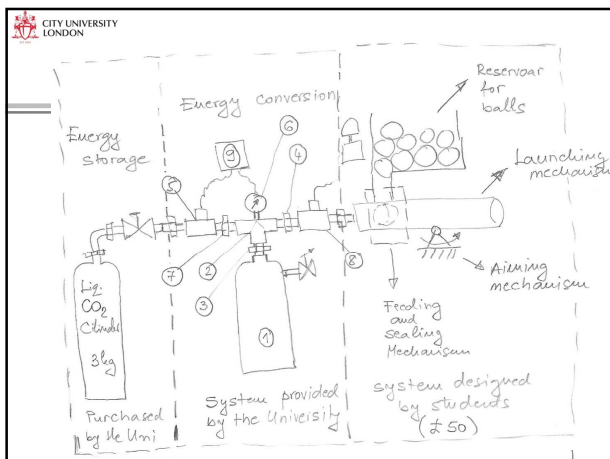 CITY UNIVERSITY
LONDON
Energy
storage
Energy conversion
Reservoar
for
balls
Launching
mechanism
Aiming
mechanism
Feeding
and
sealing
Mechanism
9
6
4
5
7
2
3
8
1
Liq.
CO2
Cilinder
3kg
Purchased
by the Uni
System provided
by the University
system designed
by students
(£50)